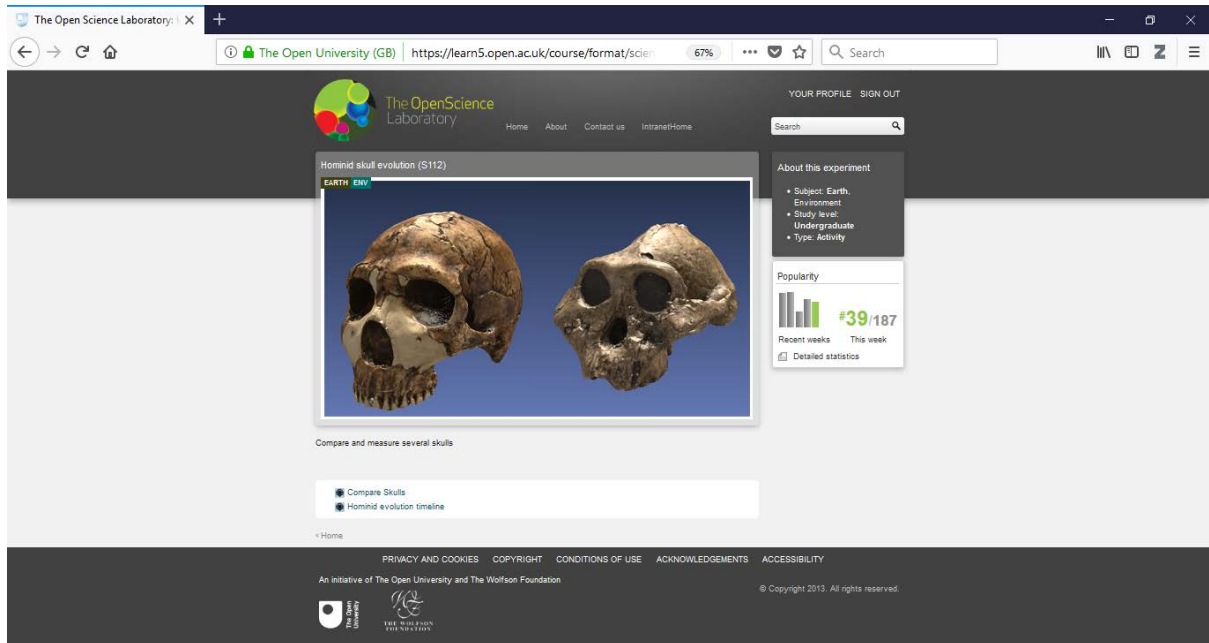 The Open Science Laboratory:
The Open University (GB) https://learn5.open.ac.uk/course/format/scien 67% Search
The OpenScience
Laboratory
Home About Contact us IntranetHome
YOUR PROFILE SIGN OUT
Search
Hominid skull evolution (S112)
EARTH ENV
About this experiment
• Subject: Earth,
Environment
• Study level:
Undergraduate
• Type: Activity
Popularity
#39/187
Recent weeks This week
Detailed statistics
Compare and measure several skulls
Compare Skulls
Hominid evolution timeline
< Home
PRIVACY AND COOKIES COPYRIGHT CONDITIONS OF USE ACKNOWLEDGEMENTS ACCESSIBILITY
An initiative of The Open University and The Wolfson Foundation
© Copyright 2013. All rights reserved.
The Open
University
THE WOLFSON
FOUNDATION